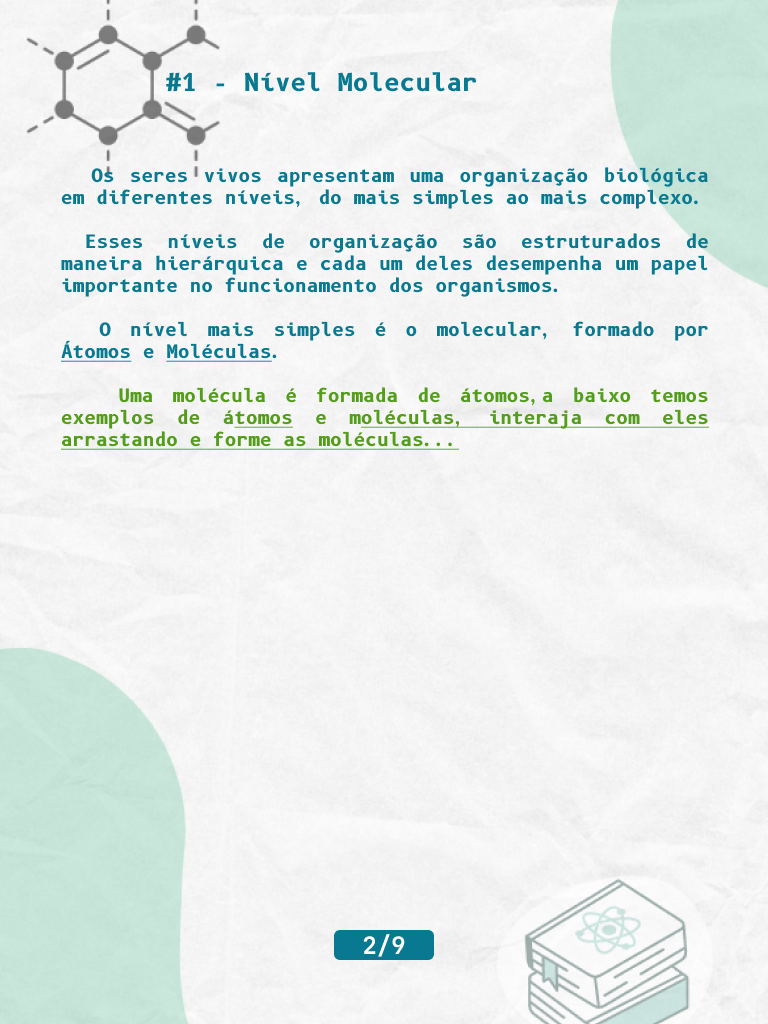 #1 - Nível Molecular
Os seres vivos apresentam uma organização biológica
em diferentes níveis, do mais simples ao mais complexo.
Esses níveis de organização são estruturados de
maneira hierárquica e cada um deles desempenha um papel
importante no funcionamento dos organismos.
O nível mais simples é o molecular, formado por
Átomos e Moléculas.
Uma molécula é formada de átomos,a baixo temos
exemplos de átomos e moléculas, interaja com eles
arrastando e forme as moléculas...
2/9